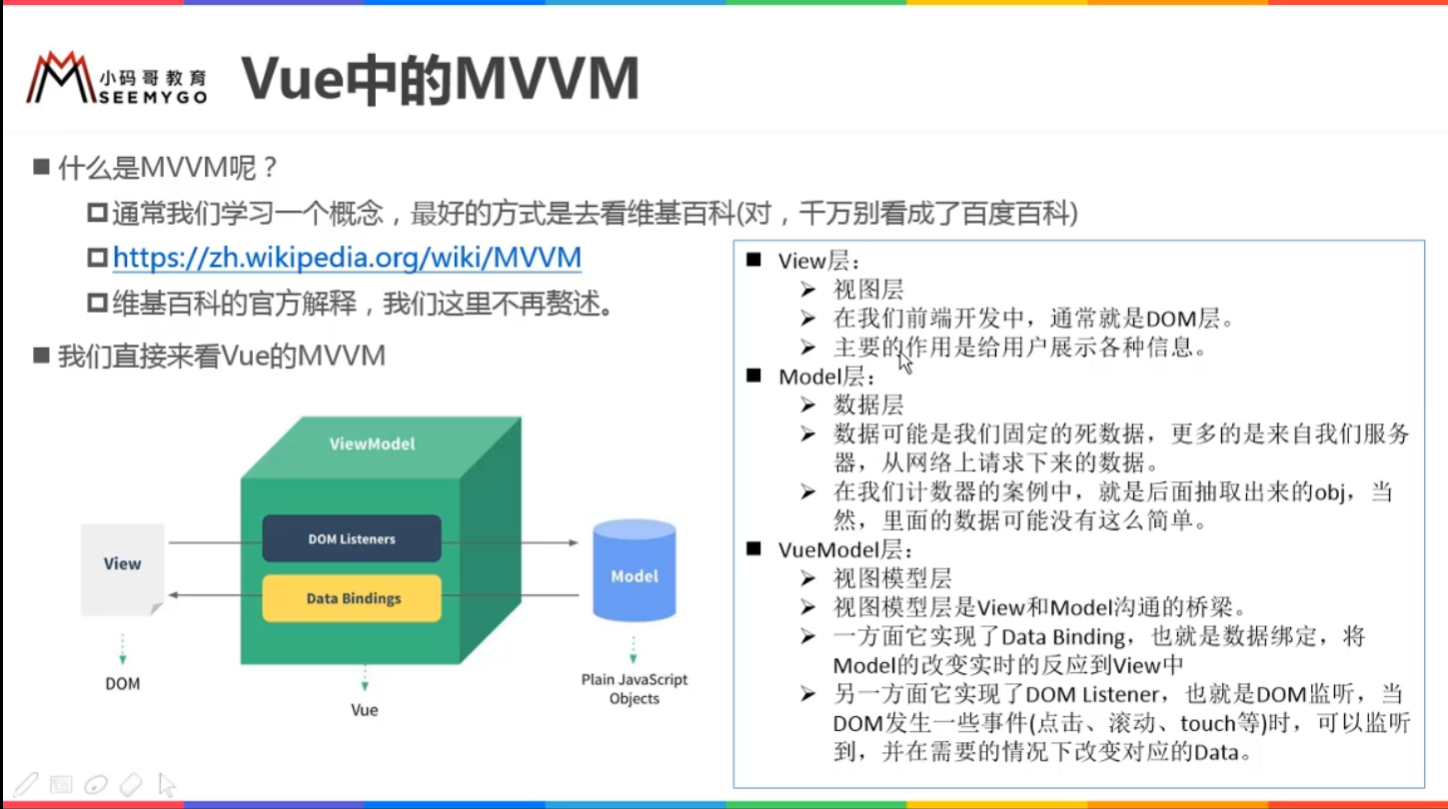 小码哥教育
SEEMYGO
Vue中的MVVM
什么是MVVM呢？
通常我们学习一个概念，最好的方式是去看维基百科(对，千万别看成了百度百科)
https://zh.wikipedia.org/wiki/MVVM
维基百科的官方解释，我们这里不再赘述。
我们直接来看Vue的MVVM
ViewModel
DOM Listeners
Data Bindings
View
Model
DOM
Vue
Plain JavaScript
Objects
View层：
视图层
在我们前端开发中，通常就是DOM层。
主要的作用是给用户展示各种信息。
Model层：
数据层
数据可能是我们固定的死数据，更多的是来自我们服务
器，从网络上请求下来的数据。
在我们计数器的案例中，就是后面抽取出来的obj，当
然，里面的数据可能没有这么简单。
VueModel层：
视图模型层
视图模型层是View和Model沟通的桥梁。
一方面它实现了Data Binding，也就是数据绑定，将
Model的改变实时的反应到View中
另一方面它实现了DOM Listener，也就是DOM监听，当
DOM发生一些事件(点击、滚动、touch等)时，可以监听
到，并在需要的情况下改变对应的Data。